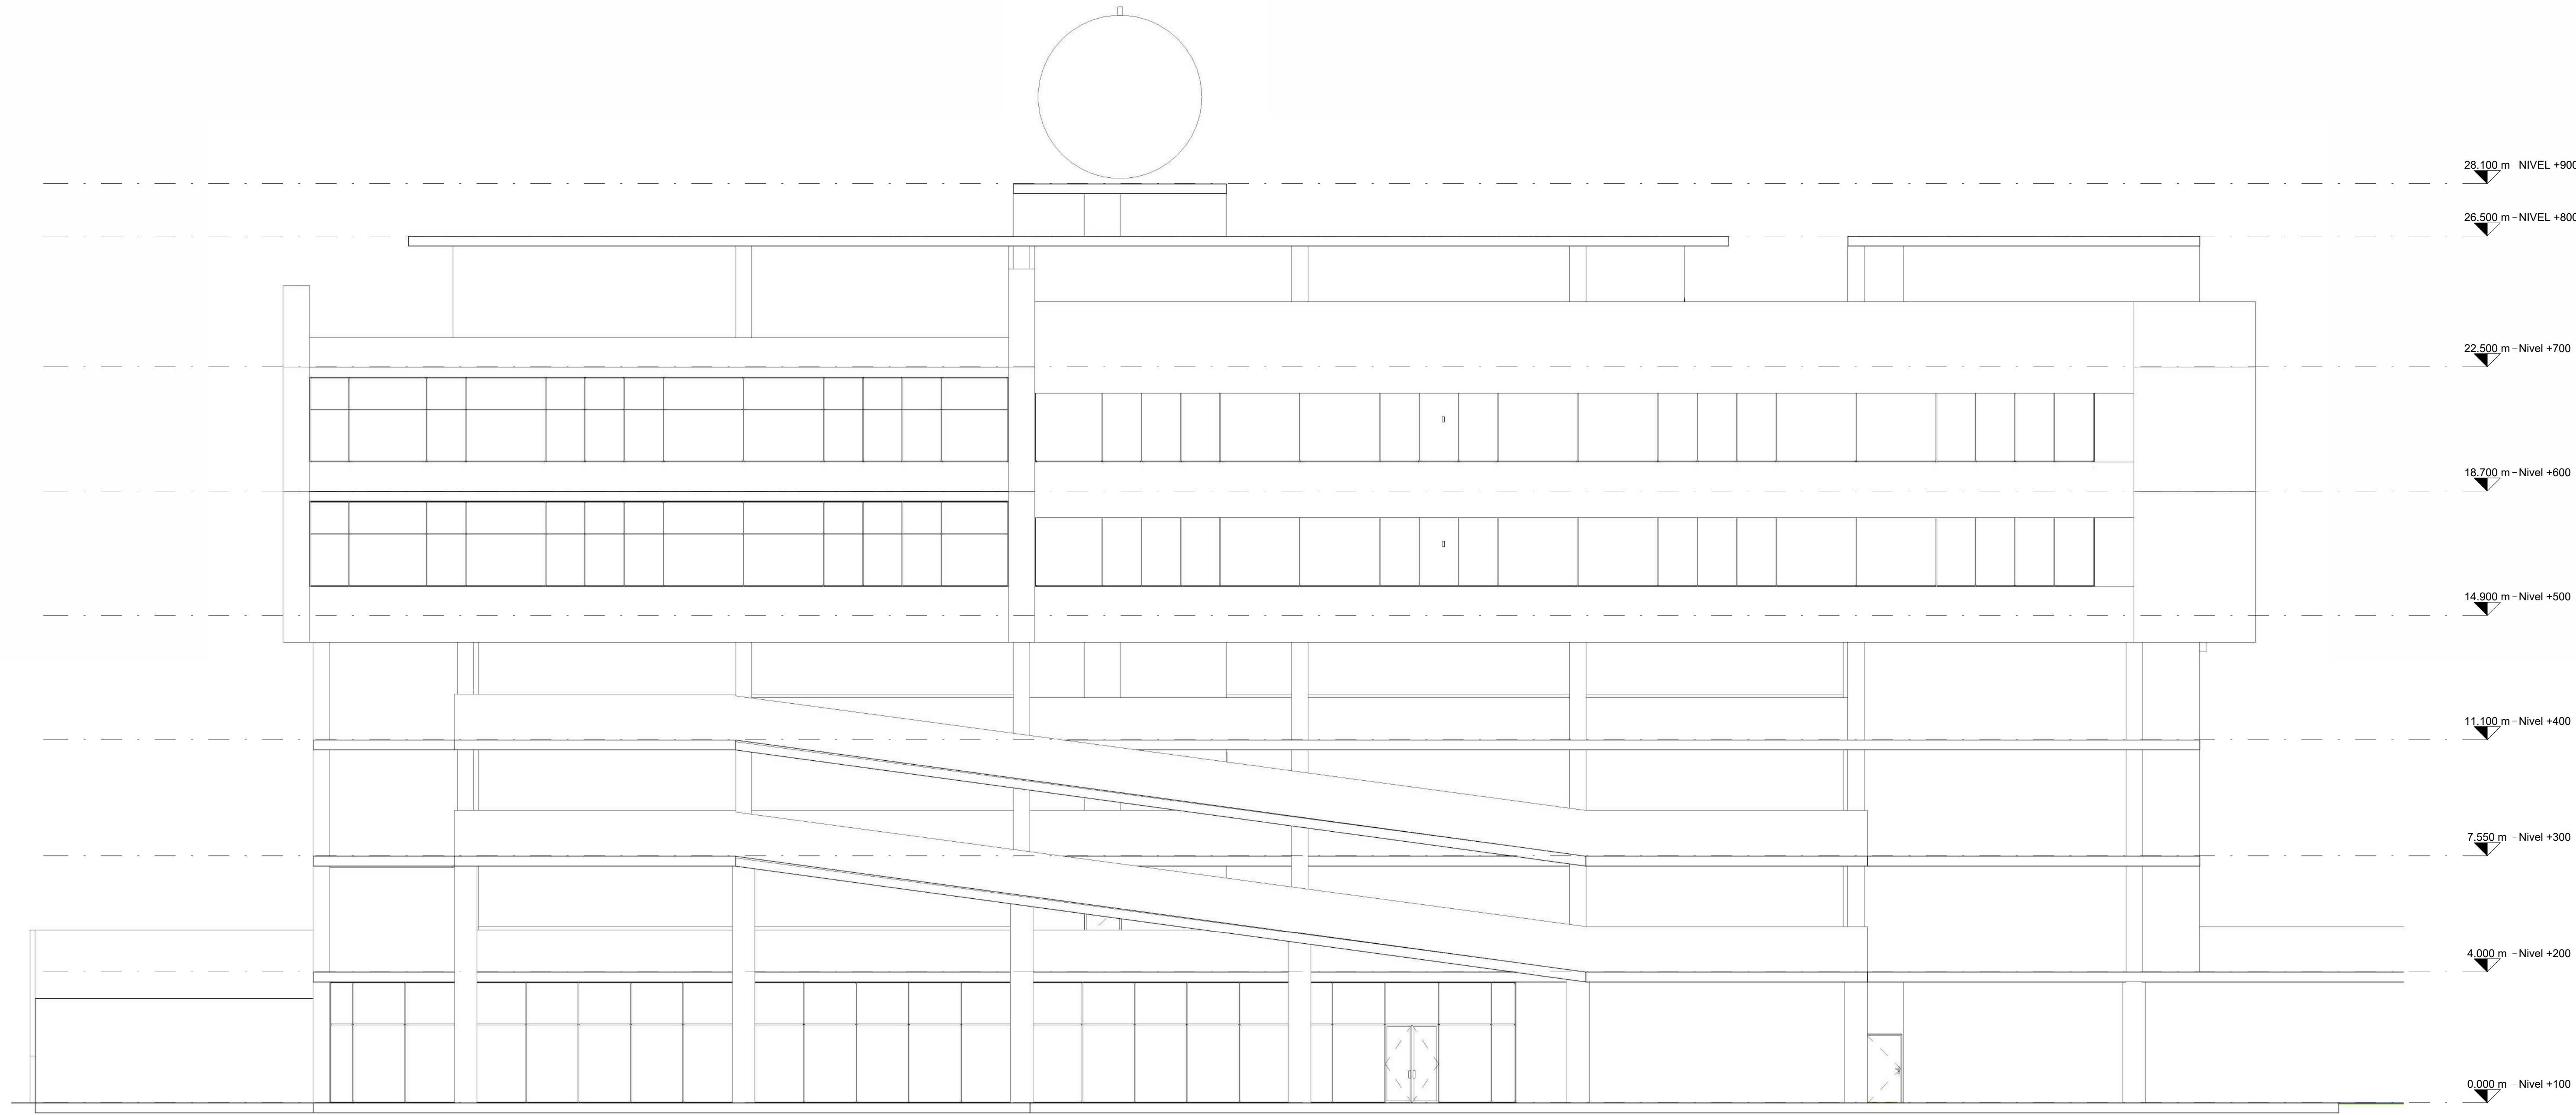 28.100 m - NIVEL +900
26.500 m - NIVEL +800
22.500 m - Nivel +700
18.700 m - Nivel +600
14.900 m - Nivel +500
11.100 m - Nivel +400
7.550 m - Nivel +300
4.000 m - Nivel +200
0.000 m - Nivel +100